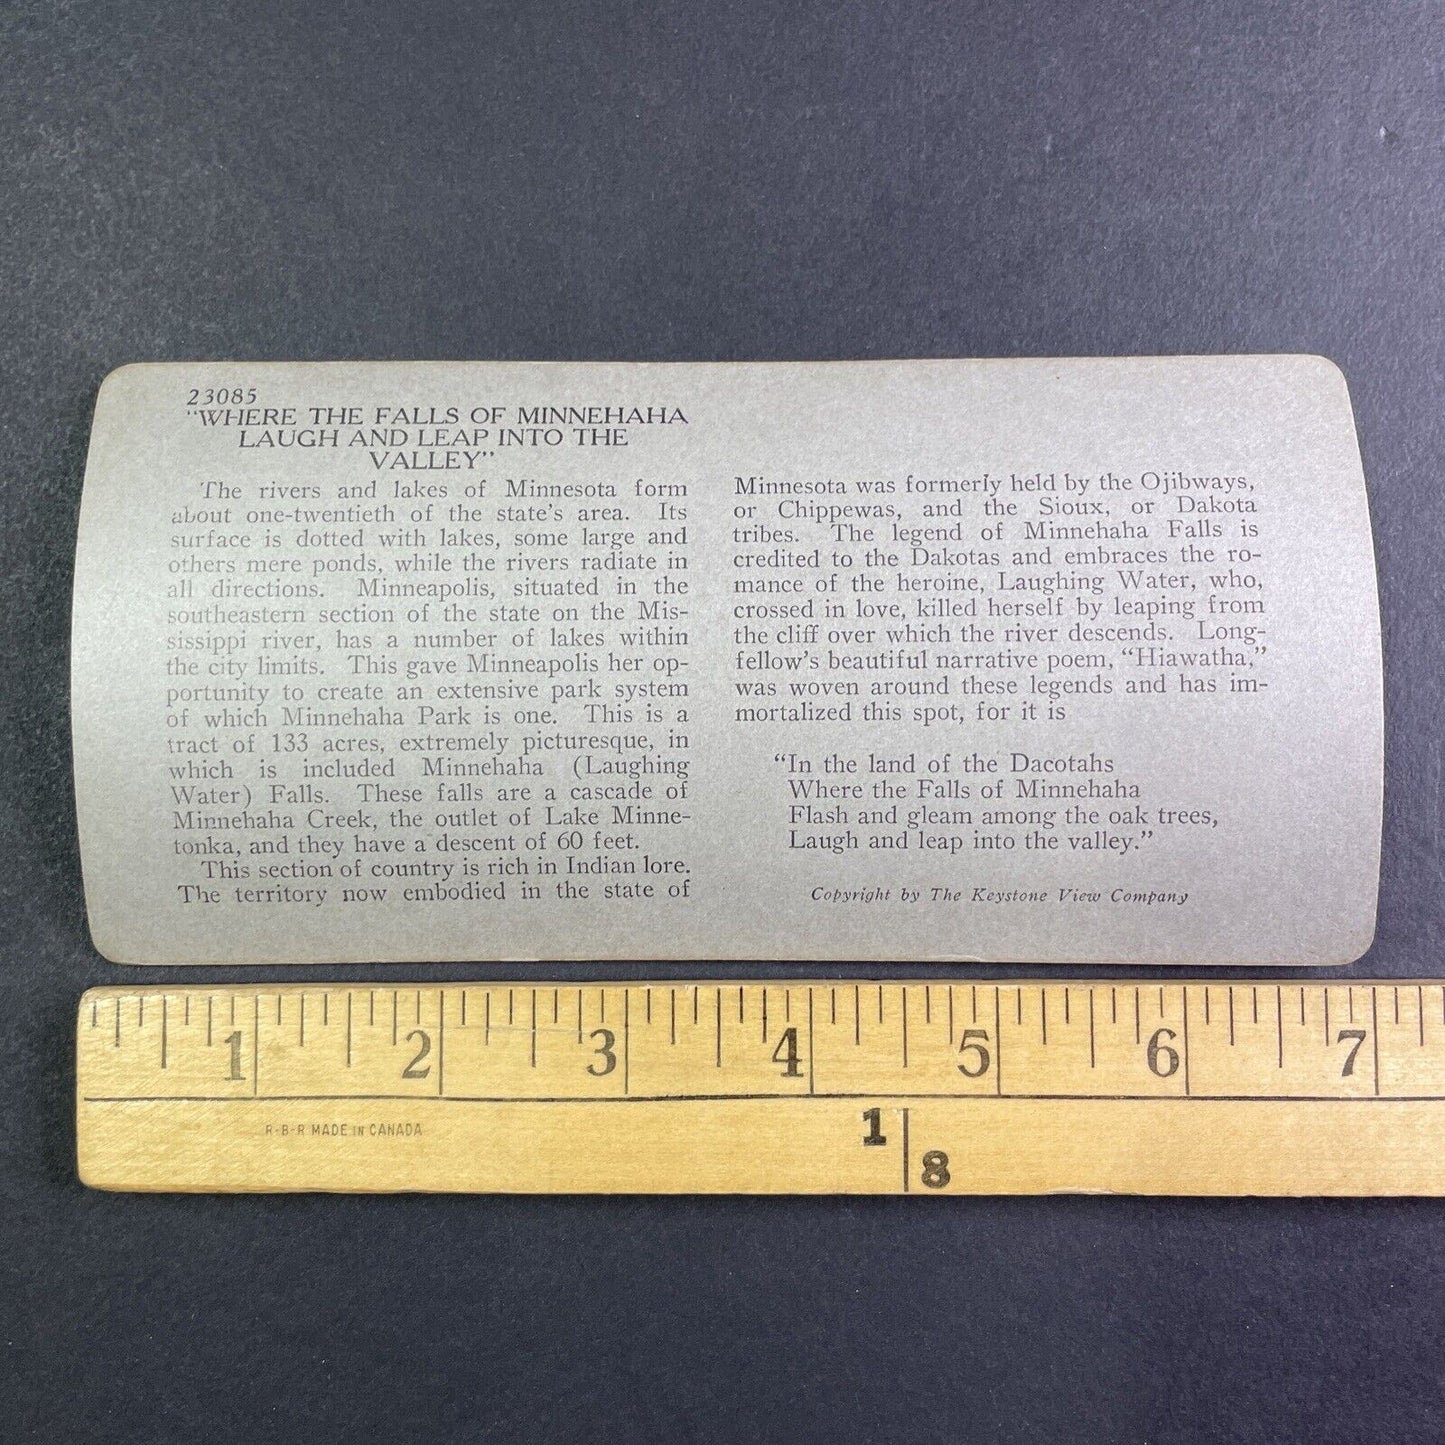 23085
"WHERE THE FALLS OF MINNEHAHA
LAUGH AND LEAP INTO THE
VALLEY"
The rivers and lakes of Minnesota form
about one-twentieth of the state's area. Its
surface is dotted with lakes, some large and
others mere ponds, while the rivers radiate in
all directions. Minneapolis, situated in the
southeastern section of the state on the Mis-
sissippi river, has a number of lakes within
the city limits. This gave Minneapolis her op-
portunity to create an extensive park system
of which Minnehaha Park is one. This is a
tract of 133 acres, extremely picturesque, in
which is included Minnehaha (Laughing
Water) Falls. These falls are a cascade of
Minnehaha Creek, the outlet of Lake Minne-
tonka, and they have a descent of 60 feet.
This section of country is rich in Indian lore.
The territory now embodied in the state of
Minnesota was formerly held by the Ojibways,
or Chippewas, and the Sioux, or Dakota
tribes. The legend of Minnehaha Falls is
credited to the Dakotas and embraces the ro-
mance of the heroine, Laughing Water, who,
crossed in love, killed herself by leaping from
the cliff over which the river descends. Long-
fellow's beautiful narrative poem, "Hiawatha,"
was woven around these legends and has im-
mortalized this spot, for it is
"In the land of the Dacotahs
Where the Falls of Minnehaha
Flash and gleam among the oak trees,
Laugh and leap into the valley."
Copyright by The Keystone View Company
1 2 3 4 5 6 7
R-B-R MADE IN CANADA
1
8